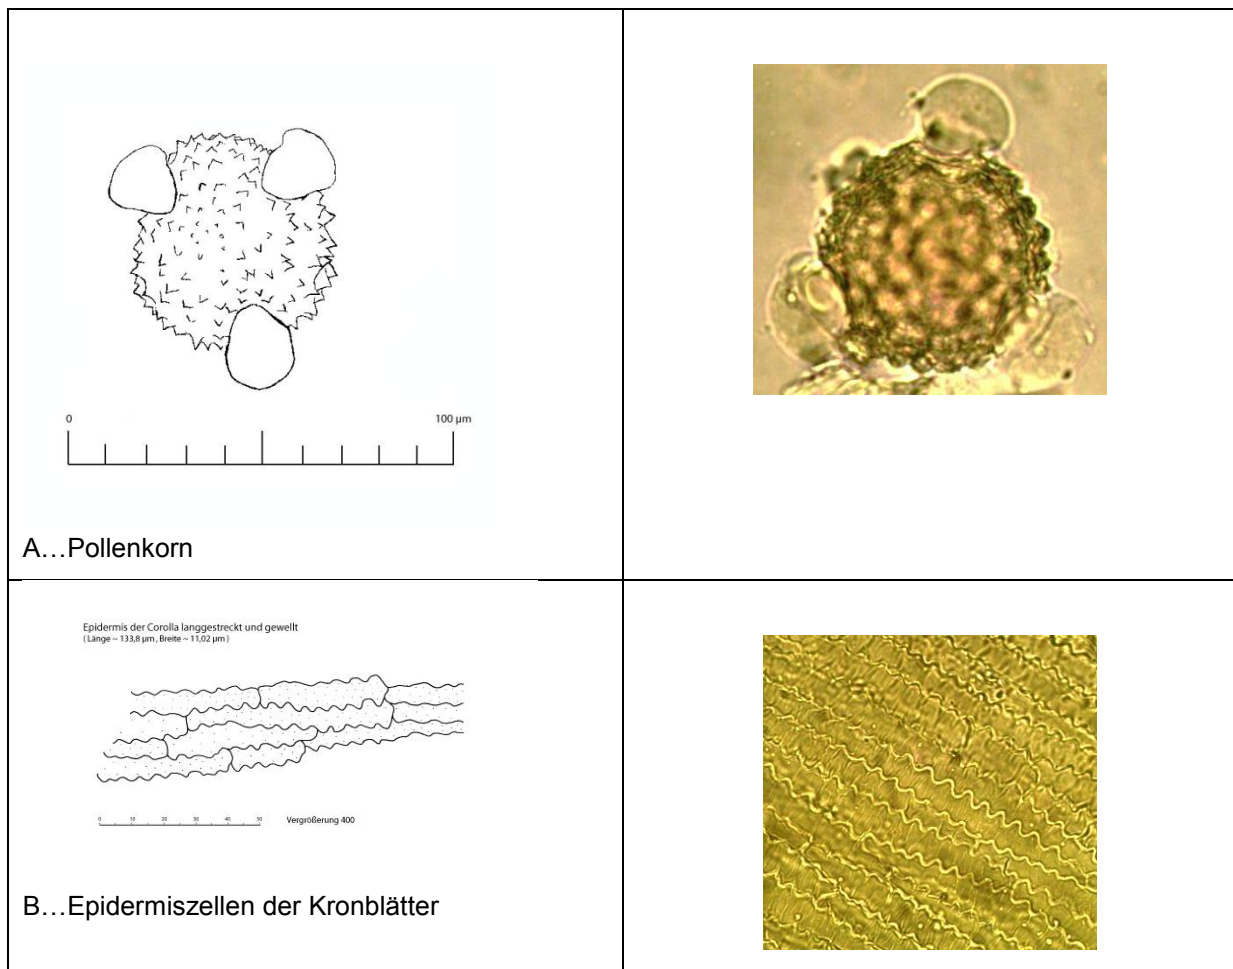 0 100 µm
A…Pollenkorn
Epidermis der Corolla langgestreckt und gewellt
( Länge ~ 133,8 µm , Breite ~ 11,02 µm )
0 10 20 30 40 50 Vergrößerung 400
B…Epidermiszellen der Kronblätter